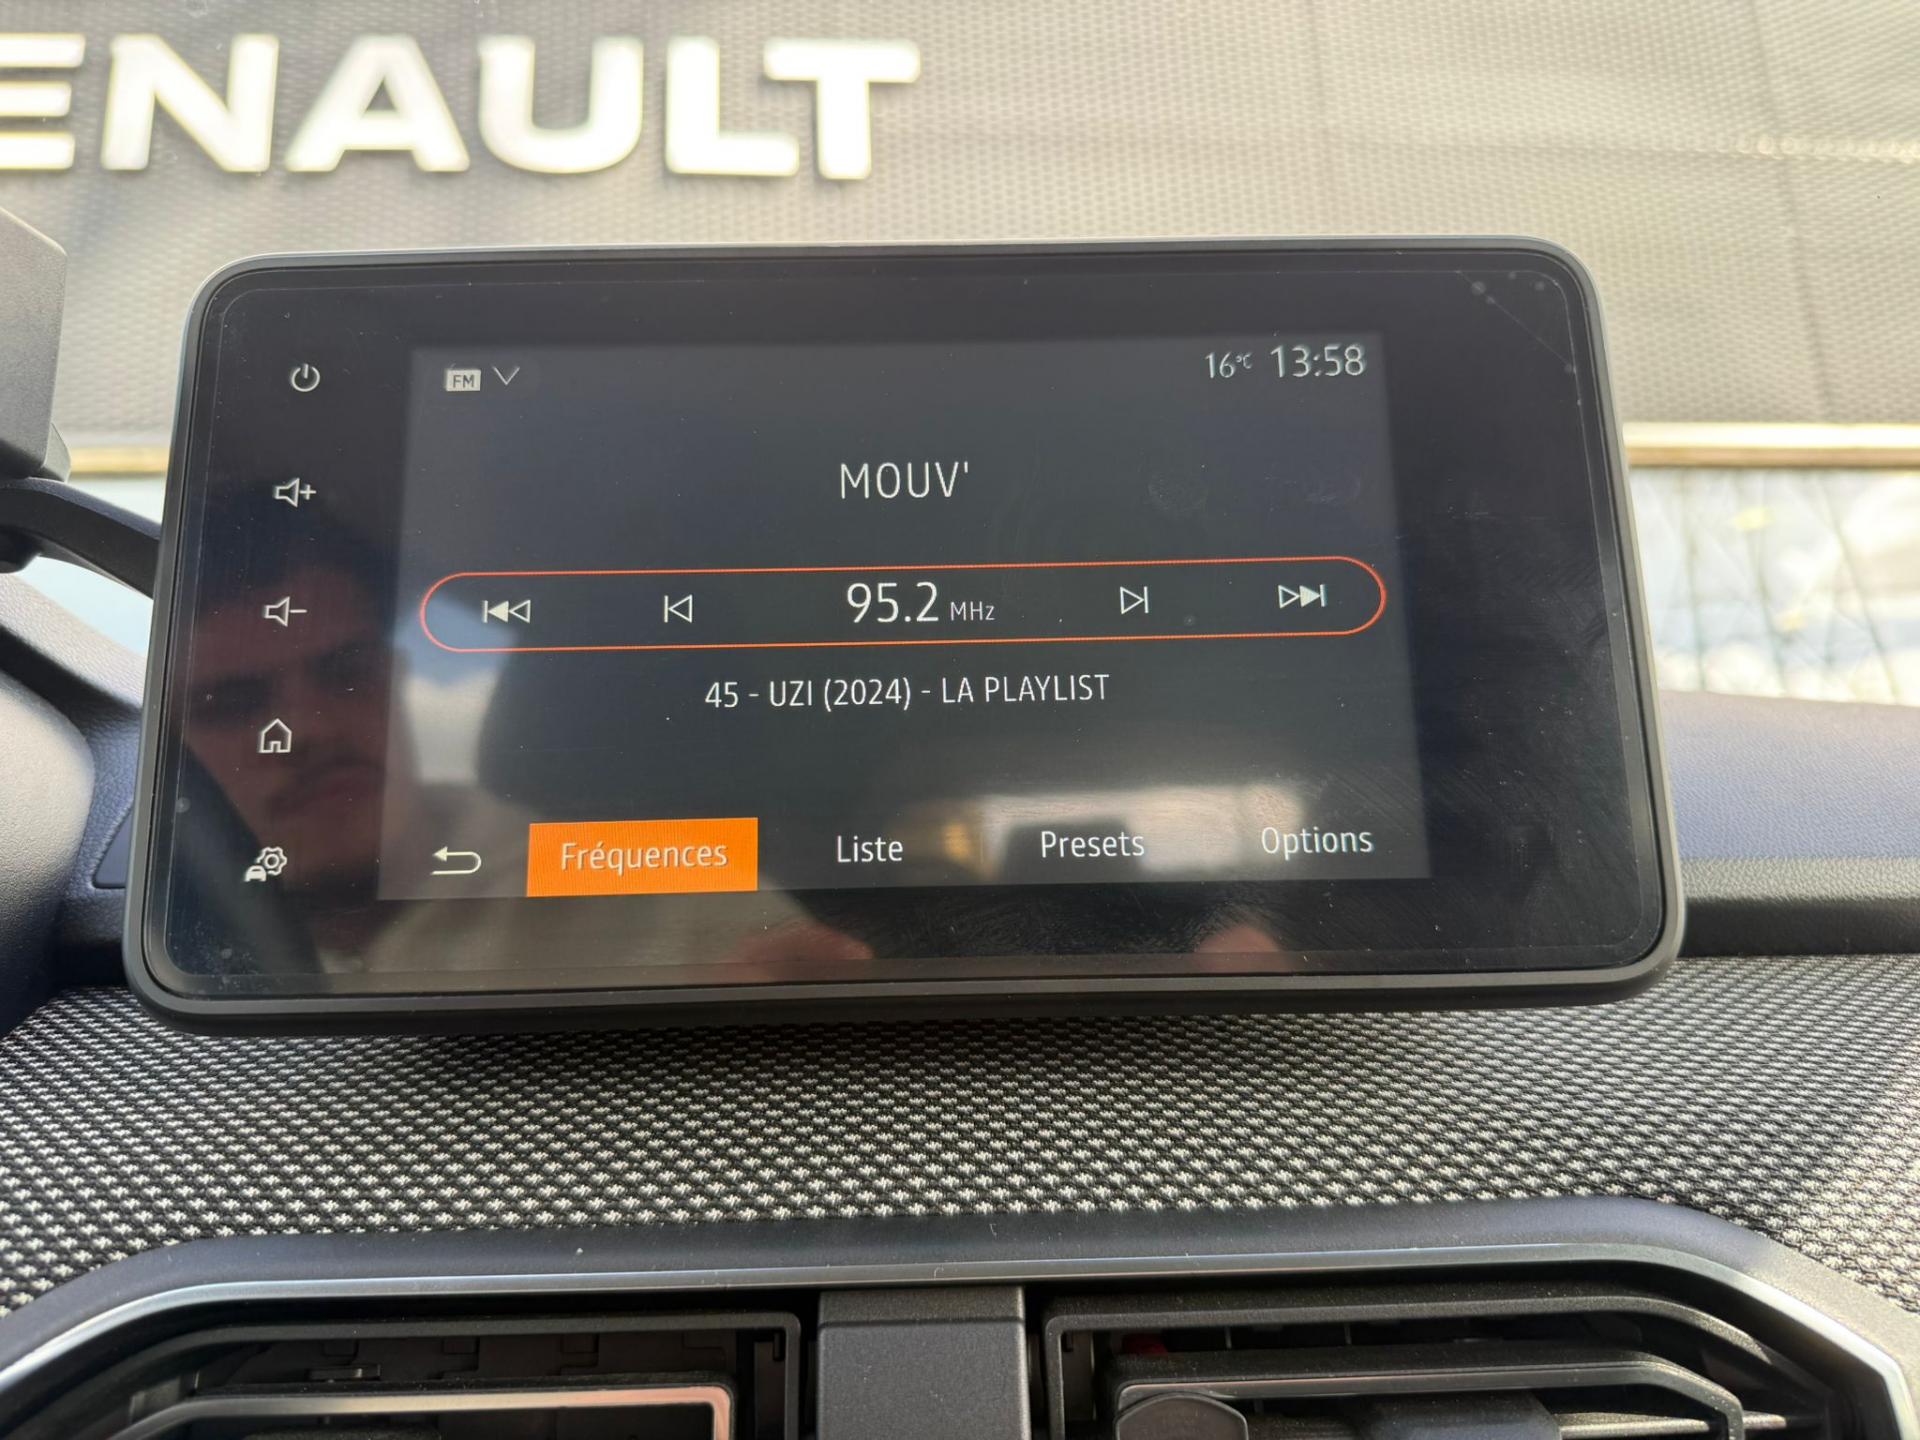 ENAULT
FM
16°C 13:58
MOUV'
95.2 MHz
45 - UZI (2024) - LA PLAYLIST
Fréquences Liste Presets Options